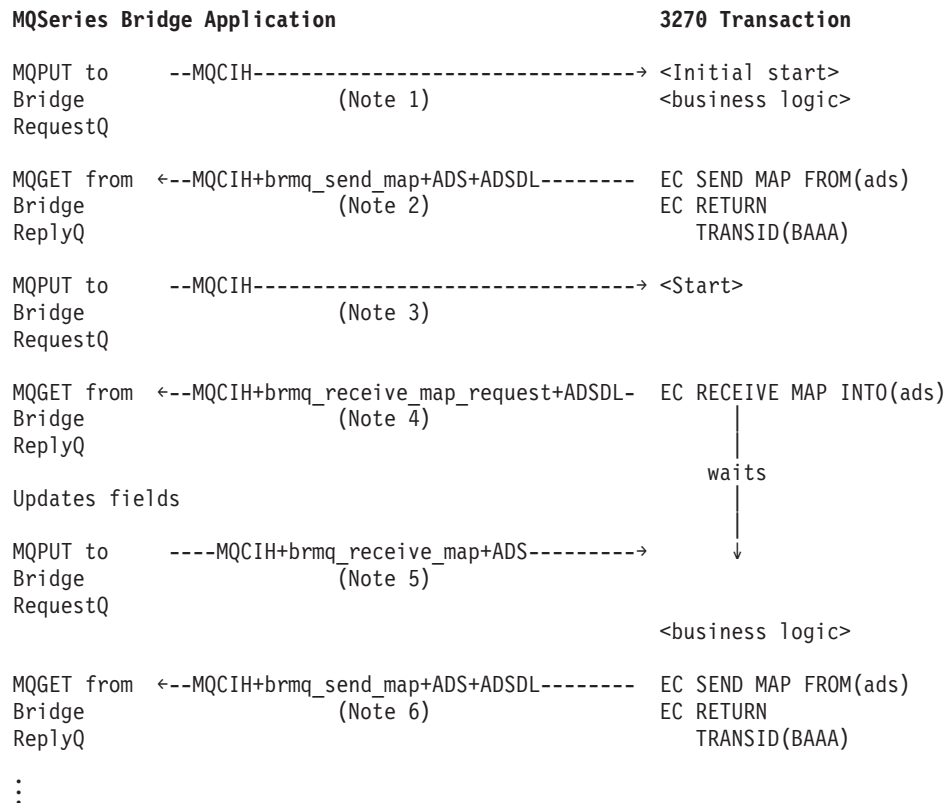 MQSeries Bridge Application                           3270 Transaction
MQPUT to     --MQCIH--------------------------------→ <Initial start>
Bridge                     (Note 1)                   <business logic>
RequestQ
MQGET from  ←--MQCIH+brmq_send_map+ADS+ADSDL--------  EC SEND MAP FROM(ads)
Bridge                     (Note 2)                   EC RETURN
ReplyQ                                                   TRANSID(BAAA)
MQPUT to     --MQCIH--------------------------------→ <Start>
Bridge                     (Note 3)
RequestQ
MQGET from  ←--MQCIH+brmq_receive_map_request+ADSDL-  EC RECEIVE MAP INTO(ads)
Bridge                     (Note 4)                         |
ReplyQ                                                      |
                                                          waits
Updates fields                                              |
                                                            |
MQPUT to     ----MQCIH+brmq_receive_map+ADS---------→       ↓
Bridge                     (Note 5)
RequestQ
                                                      <business logic>
MQGET from  ←--MQCIH+brmq_send_map+ADS+ADSDL--------  EC SEND MAP FROM(ads)
Bridge                     (Note 6)                   EC RETURN
ReplyQ                                                   TRANSID(BAAA)
⋮